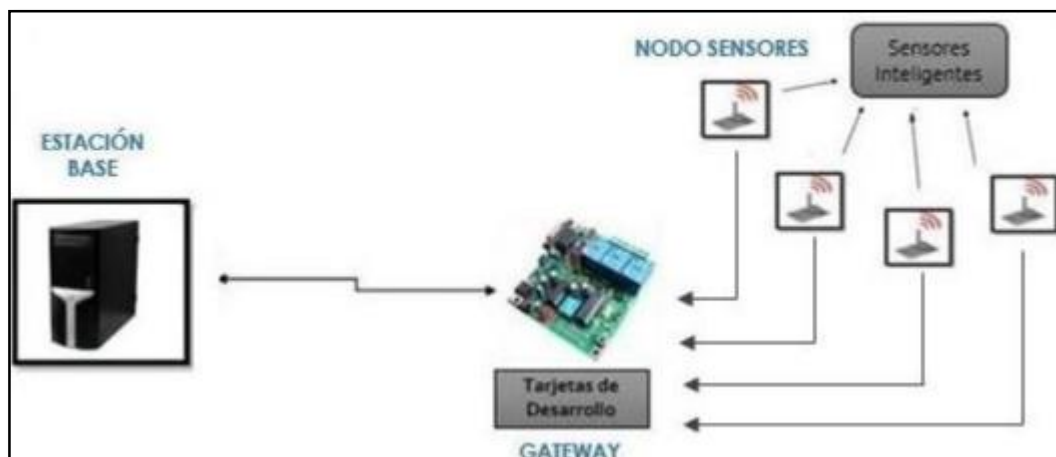 NODO SENSORES
Sensores
Inteligentes
ESTACIÓN
BASE
Tarjetas de
Desarrollo
GATEWAY